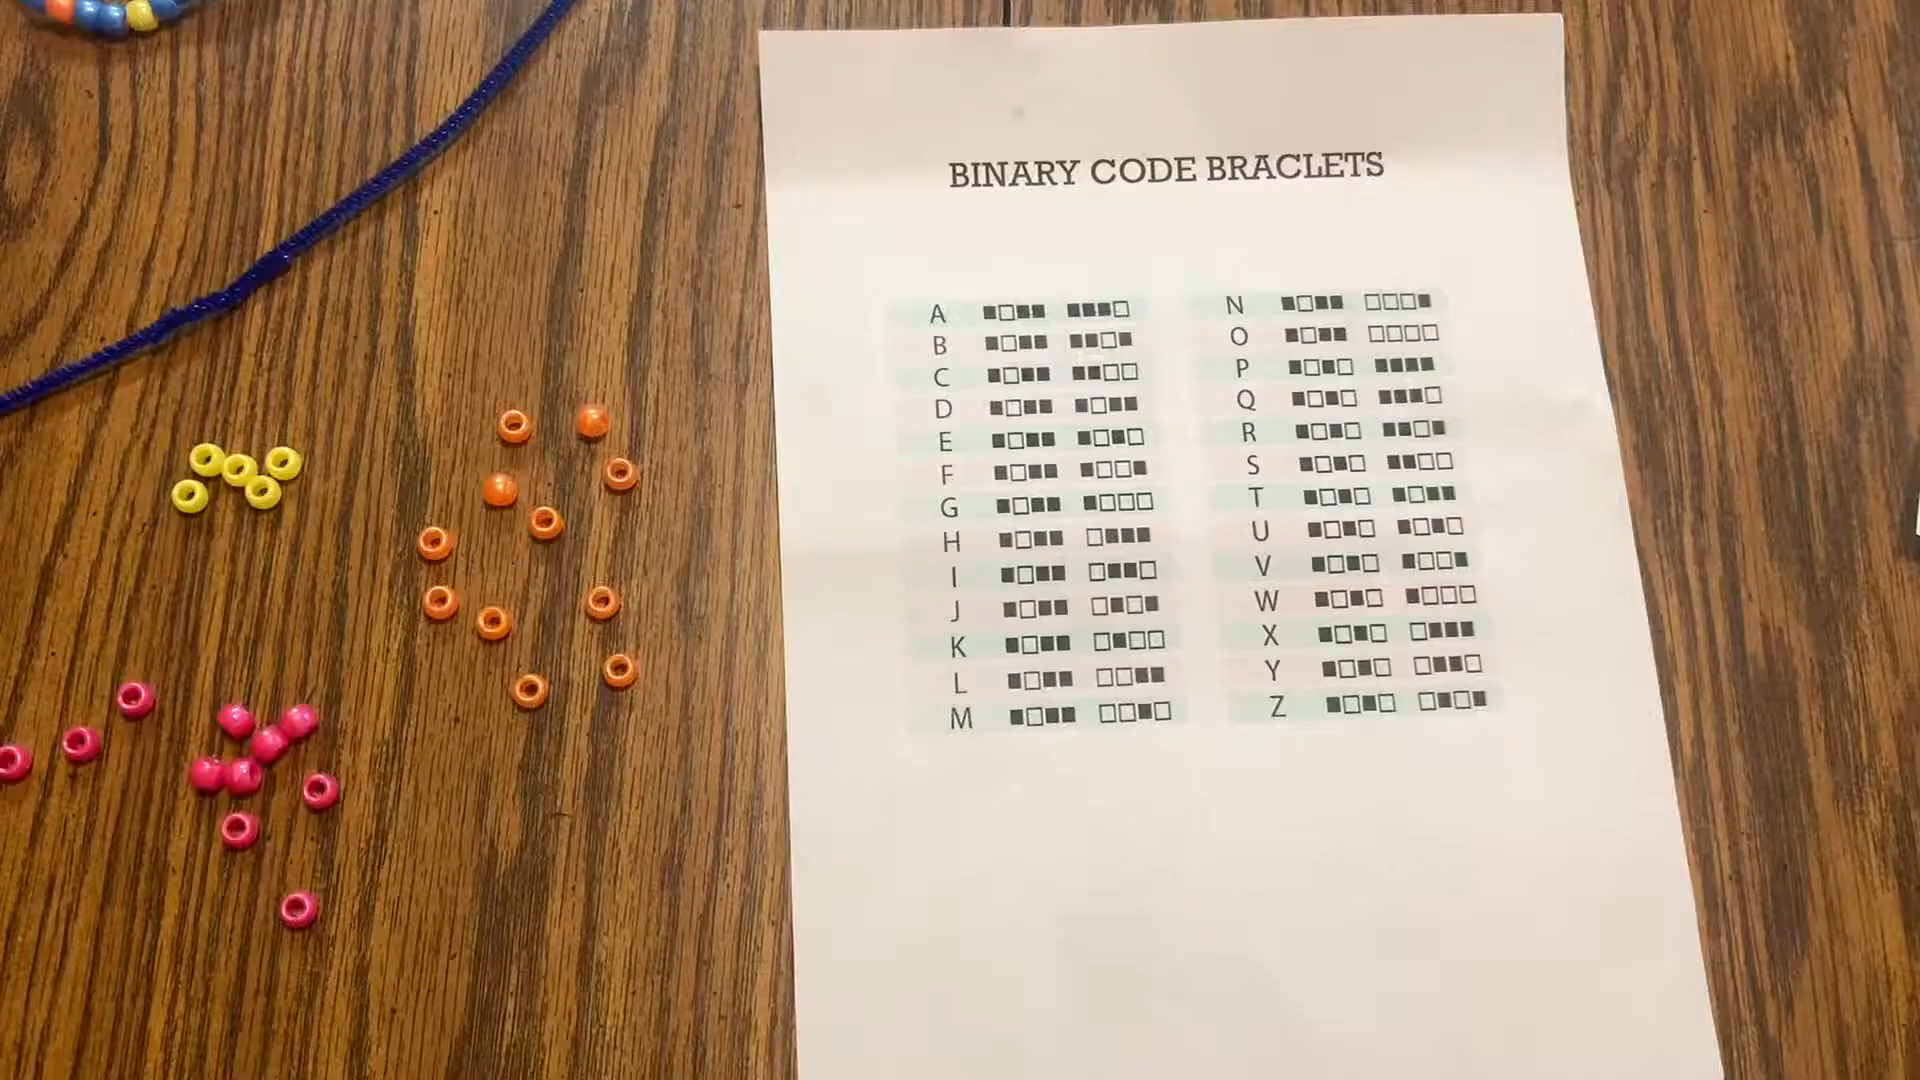 BINARY CODE BRACLETS
A ■□■■ ■■■□
B ■□■■ ■■□■
C ■□■■ ■■□□
D ■□■■ ■□■■
E ■□■■ ■□■□
F ■□■■ ■□□■
G ■□■■ ■□□□
H ■□■■ □■■■
I ■□■■ □■■□
J ■□■■ □■□■
K ■□■■ □■□□
L ■□■■ □□■■
M ■□■■ □□■□
N ■□■■ □□□■
O ■□■■ □□□□
P ■□■□ ■■■■
Q ■□■□ ■■■□
R ■□■□ ■■□■
S ■□■□ ■■□□
T ■□■□ ■□■■
U ■□■□ ■□■□
V ■□■□ ■□□■
W ■□■□ ■□□□
X ■□■□ □■■■
Y ■□■□ □■■□
Z ■□■□ □■□■